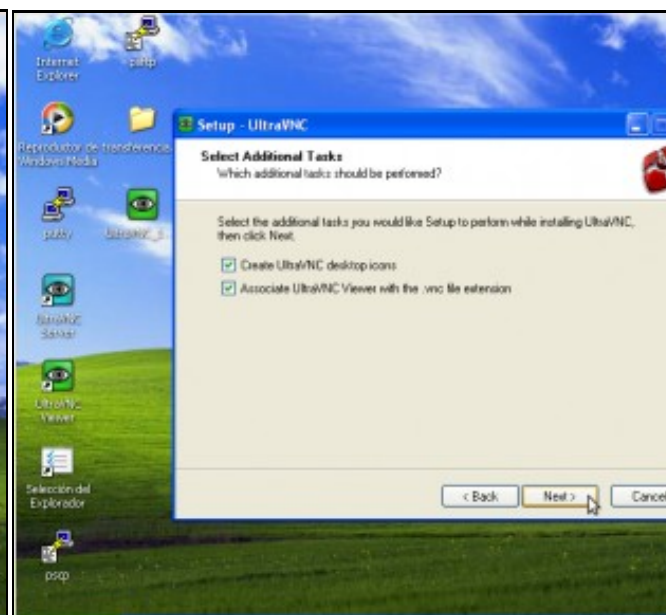 Internet
Explorer
psftp
Reproductor de
Windows Media
transferencia
putty
UltraVNC
Server
UltraVNC
Viewer
Selección del
Explorador
pscp
Setup - UltraVNC
Select Additional Tasks
Which additional tasks should be performed?
Select the additional tasks you would like Setup to perform while installing UltraVNC,
then click Next.
Create UltraVNC desktop icons
Associate UltraVNC Viewer with the .vnc file extension
< Back
Next >
Cancel